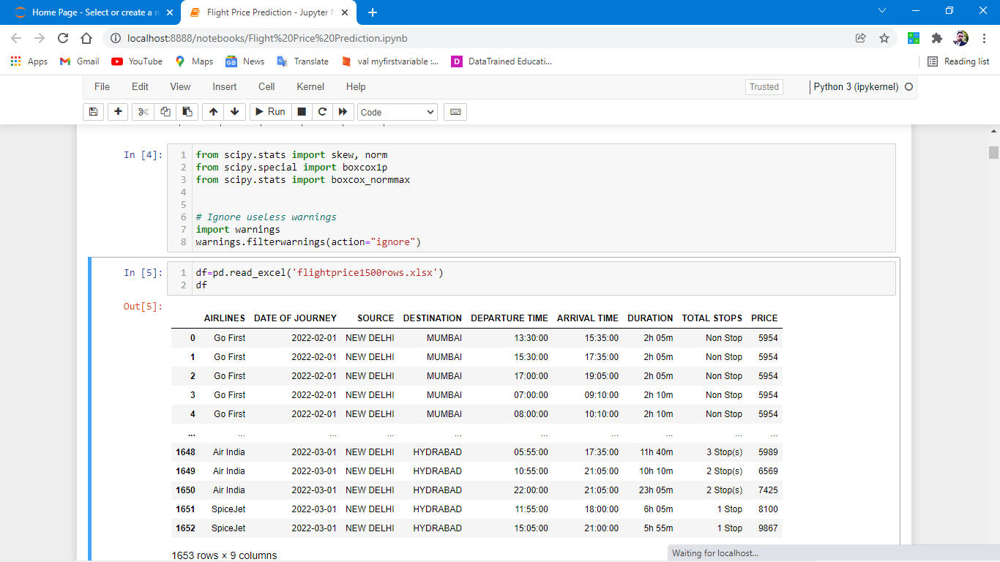 Home Page - Select or create a n
Flight Price Prediction - Jupyter N
localhost:8888/notebooks/Flight%20Price%20Prediction.ipynb
Apps Gmail YouTube Maps News Translate val myfirstvariable :... D DataTrained Educati... Reading list
File Edit View Insert Cell Kernel Help Trusted Python 3 (ipykernel)
Run Code
In [4]:
1 from scipy.stats import skew, norm
2 from scipy.special import boxcox1p
3 from scipy.stats import boxcox_normmax
4
5
6 # Ignore useless warnings
7 import warnings
8 warnings.filterwarnings(action="ignore")
In [5]:
1 df=pd.read_excel('flightprice1500rows.xlsx')
2 df
Out[5]:
AIRLINES DATE OF JOURNEY SOURCE DESTINATION DEPARTURE TIME ARRIVAL TIME DURATION TOTAL STOPS PRICE
0 Go First 2022-02-01 NEW DELHI MUMBAI 13:30:00 15:35:00 2h 05m Non Stop 5954
1 Go First 2022-02-01 NEW DELHI MUMBAI 15:30:00 17:35:00 2h 05m Non Stop 5954
2 Go First 2022-02-01 NEW DELHI MUMBAI 17:00:00 19:05:00 2h 05m Non Stop 5954
3 Go First 2022-02-01 NEW DELHI MUMBAI 07:00:00 09:10:00 2h 10m Non Stop 5954
4 Go First 2022-02-01 NEW DELHI MUMBAI 08:00:00 10:10:00 2h 10m Non Stop 5954
... ... ... ... ... ... ... ... ... ...
1648 Air India 2022-03-01 NEW DELHI HYDRABAD 05:55:00 17:35:00 11h 40m 3 Stop(s) 5989
1649 Air India 2022-03-01 NEW DELHI HYDRABAD 10:55:00 21:05:00 10h 10m 2 Stop(s) 6569
1650 Air India 2022-03-01 NEW DELHI HYDRABAD 22:00:00 21:05:00 23h 05m 2 Stop(s) 7425
1651 SpiceJet 2022-03-01 NEW DELHI HYDRABAD 11:55:00 18:00:00 6h 05m 1 Stop 8100
1652 SpiceJet 2022-03-01 NEW DELHI HYDRABAD 15:05:00 21:00:00 5h 55m 1 Stop 9867
1653 rows × 9 columns
Waiting for localhost...